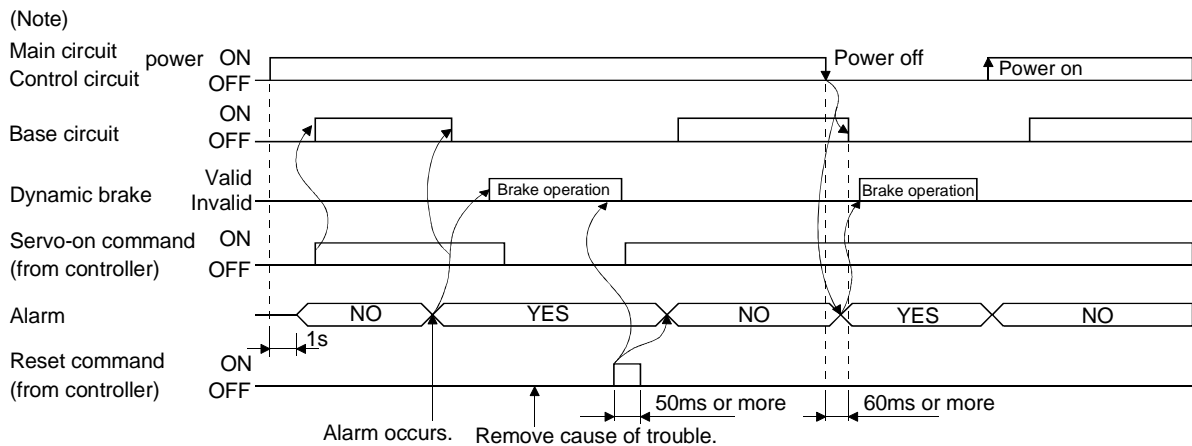 (Note)
Main circuit
Control circuit
power
ON
OFF
Power off
Power on
Base circuit
ON
OFF
Dynamic brake
Valid
Invalid
Brake operation
Brake operation
Servo-on command
(from controller)
ON
OFF
Alarm
NO
YES
NO
YES
NO
1s
Reset command
(from controller)
ON
OFF
50ms or more
60ms or more
Alarm occurs.
Remove cause of trouble.